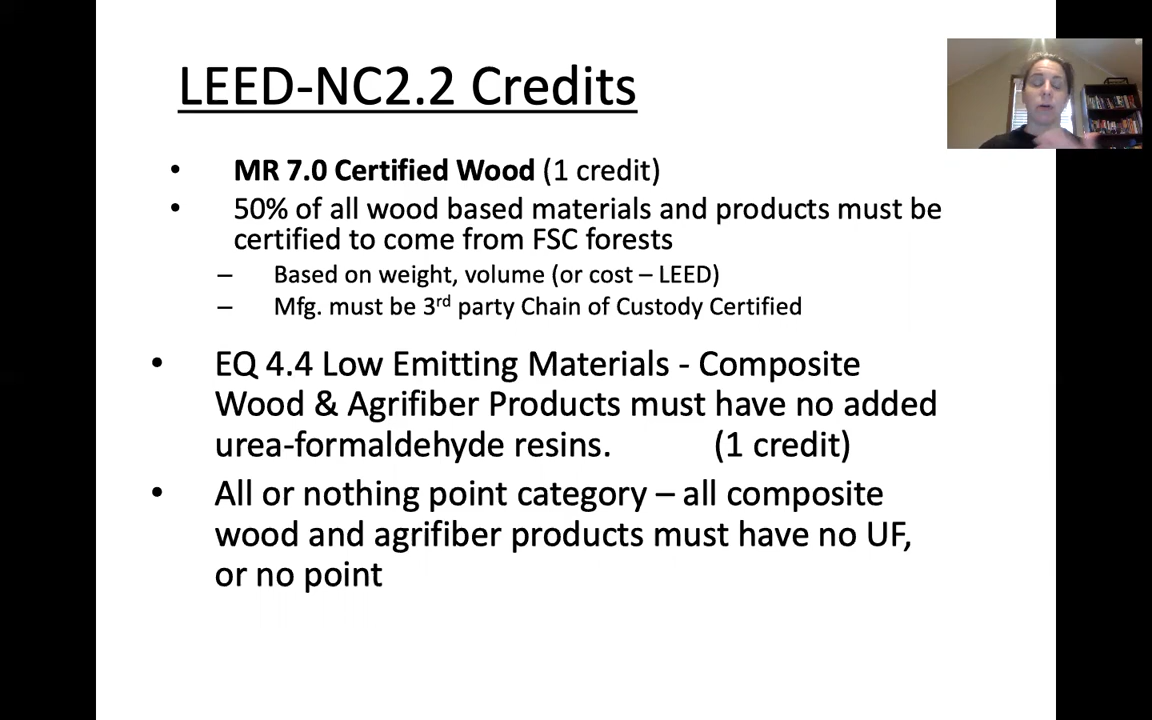 LEED-NC2.2 Credits
• MR 7.0 Certified Wood (1 credit)
• 50% of all wood based materials and products must be
certified to come from FSC forests
– Based on weight, volume (or cost – LEED)
– Mfg. must be 3rd party Chain of Custody Certified
• EQ 4.4 Low Emitting Materials - Composite
Wood & Agrifiber Products must have no added
urea-formaldehyde resins. (1 credit)
• All or nothing point category – all composite
wood and agrifiber products must have no UF,
or no point